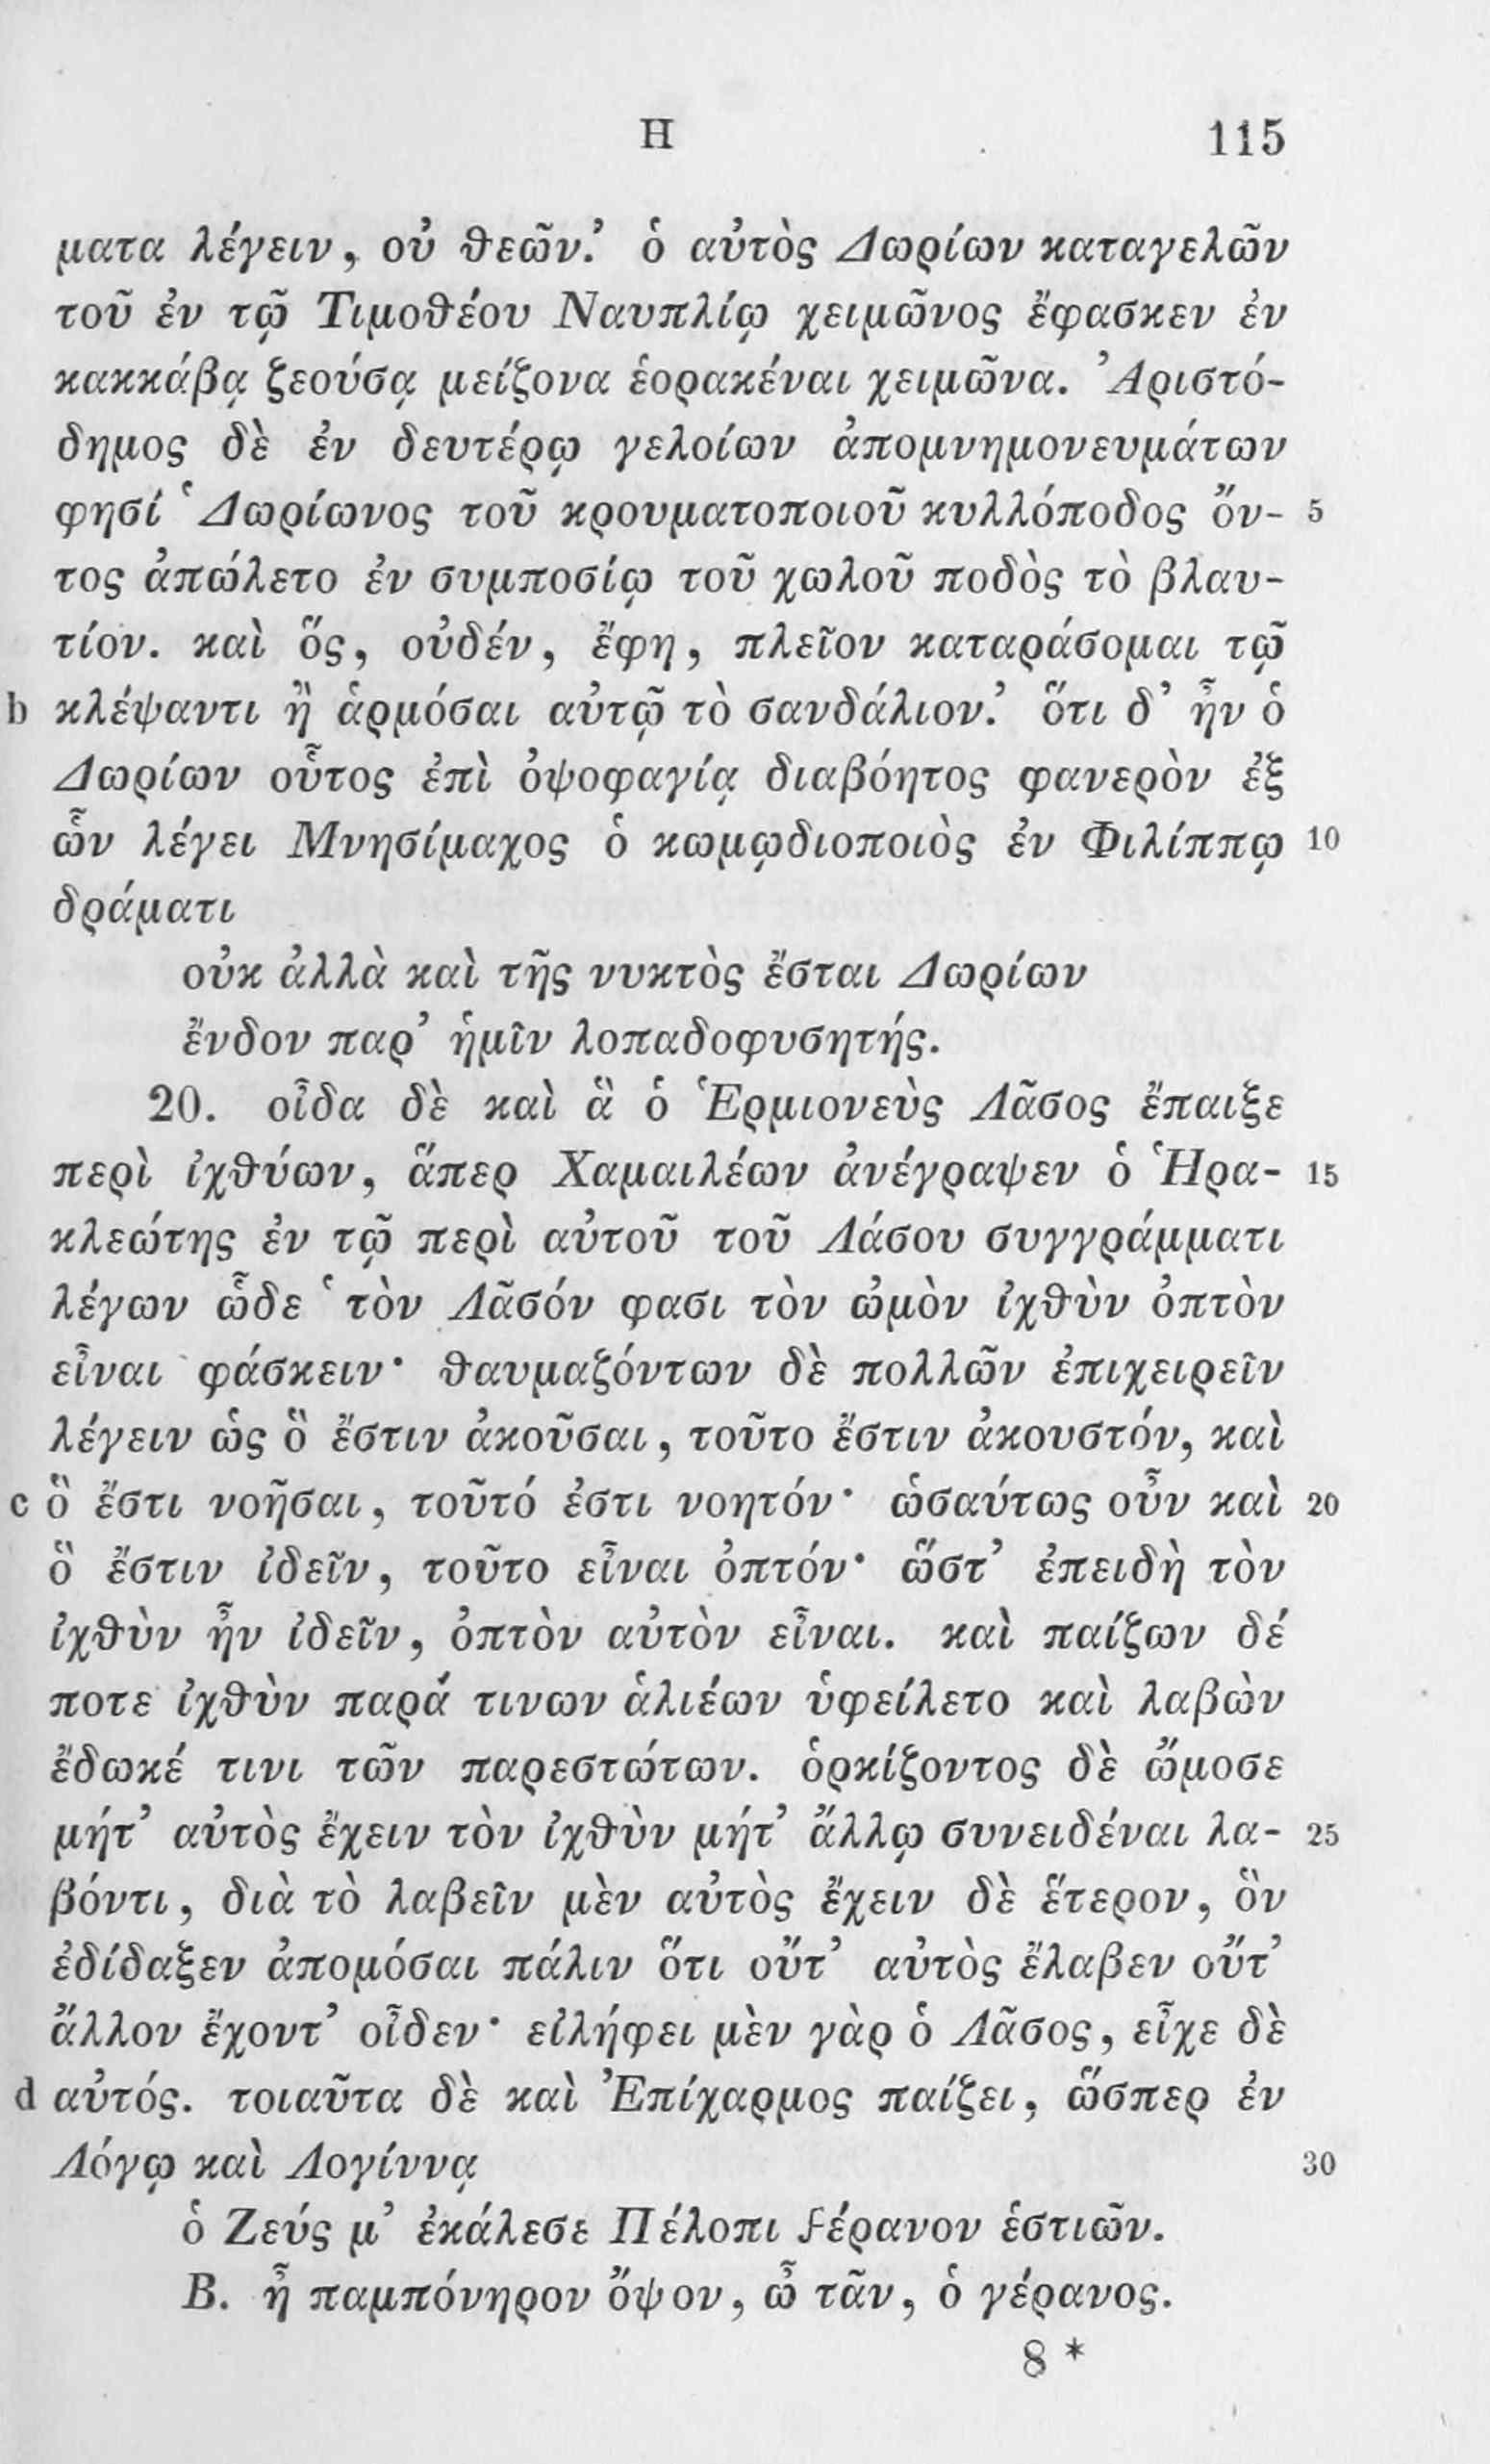 Η 115
ματα λέγειν, οὐ θεῶν.’ ὁ αὐτὸς Δωρίων καταγελῶν
τοῦ ἐν τῷ Τιμοθέου Ναυπλίῳ χειμῶνος ἔφασκεν ἐν
κακκάβᾳ ζεούσᾳ μείζονα ἑορακέναι χειμῶνα. Ἀριστό-
δημος δὲ ἐν δευτέρῳ γελοίων ἀπομνημονευμάτων
φησί ‘Δωρίωνος τοῦ κρουματοποιοῦ κυλλόποδος ὄν- 5
τος ἀπώλετο ἐν συμποσίῳ τοῦ χωλοῦ ποδὸς τὸ βλαυ-
τίον. καὶ ὅς, οὐδέν, ἔφη, πλεῖον καταράσομαι τῷ
b κλέψαντι ἢ ἁρμόσαι αὐτῷ τὸ σανδάλιον.’ ὅτι δ’ ἦν ὁ
Δωρίων οὗτος ἐπὶ ὀψοφαγίᾳ διαβόητος φανερὸν ἐξ
ὧν λέγει Μνησίμαχος ὁ κωμῳδιοποιὸς ἐν Φιλίππῳ 10
δράματι
οὐκ ἀλλὰ καὶ τῆς νυκτὸς ἔσται Δωρίων
ἔνδον παρ’ ἡμῖν λοπαδοφυσητής.
20. οἶδα δὲ καὶ ἃ ὁ Ἑρμιονεὺς Λᾶσος ἔπαιξε
περὶ ἰχθύων, ἅπερ Χαμαιλέων ἀνέγραψεν ὁ Ἡρα- 15
κλεώτης ἐν τῷ περὶ αὐτοῦ τοῦ Λάσου συγγράμματι
λέγων ὧδε ‘τὸν Λᾶσόν φασι τὸν ὠμὸν ἰχθὺν ὀπτὸν
εἶναι φάσκειν· θαυμαζόντων δὲ πολλῶν ἐπιχειρεῖν
λέγειν ὡς ὃ ἔστιν ἀκοῦσαι, τοῦτο ἔστιν ἀκουστόν, καὶ
c ὃ ἔστι νοῆσαι, τοῦτό ἐστι νοητόν· ὡσαύτως οὖν καὶ 20
ὃ ἔστιν ἰδεῖν, τοῦτο εἶναι ὀπτόν· ὥστ’ ἐπειδὴ τὸν
ἰχθὺν ἦν ἰδεῖν, ὀπτὸν αὐτὸν εἶναι. καὶ παίζων δέ
ποτε ἰχθὺν παρά τινων ἁλιέων ὑφείλετο καὶ λαβὼν
ἔδωκέ τινι τῶν παρεστώτων. ὁρκίζοντος δὲ ὤμοσε
μήτ’ αὐτὸς ἔχειν τὸν ἰχθὺν μήτ’ ἄλλῳ συνειδέναι λα- 25
βόντι, διὰ τὸ λαβεῖν μὲν αὐτὸς ἔχειν δὲ ἕτερον, ὃν
ἐδίδαξεν ἀπομόσαι πάλιν ὅτι οὔτ’ αὐτὸς ἔλαβεν οὔτ’
ἄλλον ἔχοντ’ οἶδεν· εἰλήφει μὲν γὰρ ὁ Λᾶσος, εἶχε δὲ
d αὐτός. τοιαῦτα δὲ καὶ Ἐπίχαρμος παίζει, ὥσπερ ἐν
Λόγῳ καὶ Λογίννᾳ 30
ὁ Ζεύς μ’ ἐκάλεσε Πέλοπι ϝέρανον ἑστιῶν.
Β. ἦ παμπόνηρον ὄψον, ὦ τᾶν, ὁ γέρανος.
8*